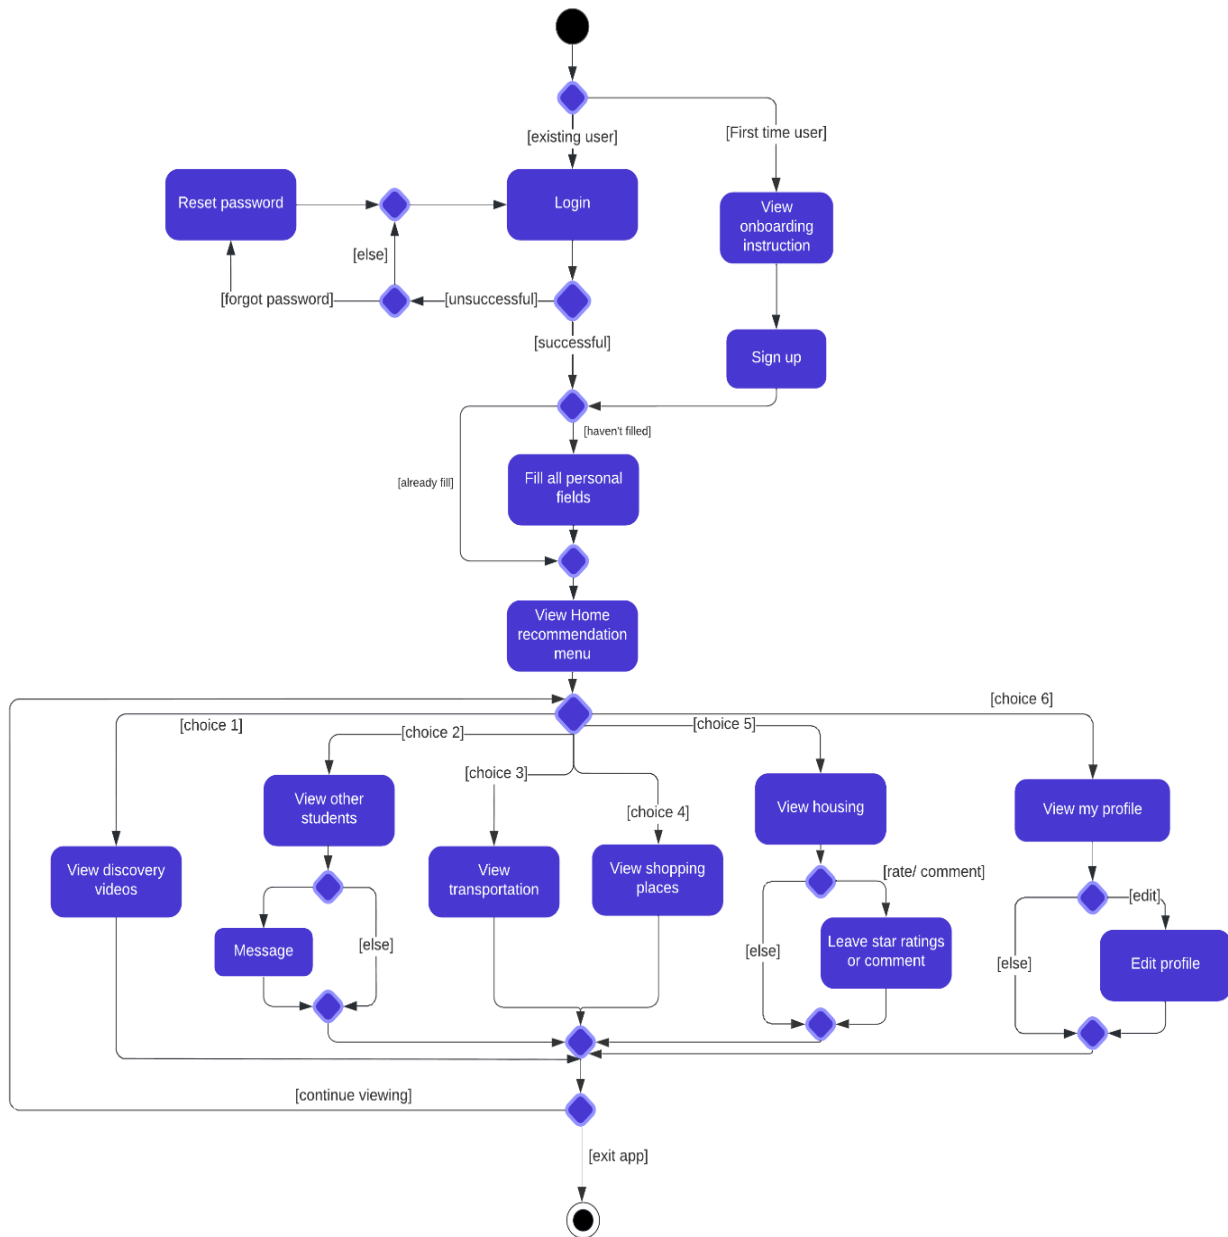 [existing user]
[First time user]
Reset password
Login
View
onboarding
instruction
[else]
[forgot password]
[unsuccessful]
[successful]
Sign up
[haven't filled]
[already fill]
Fill all personal
fields
View Home
recommendation
menu
[choice 6]
[choice 1]
[choice 2]
[choice 5]
[choice 3]
[choice 4]
View other
students
View housing
View my profile
View discovery
videos
View
transportation
View shopping
places
[rate/ comment]
[edit]
Message
[else]
[else]
Leave star ratings
or comment
[else]
Edit profile
[continue viewing]
[exit app]